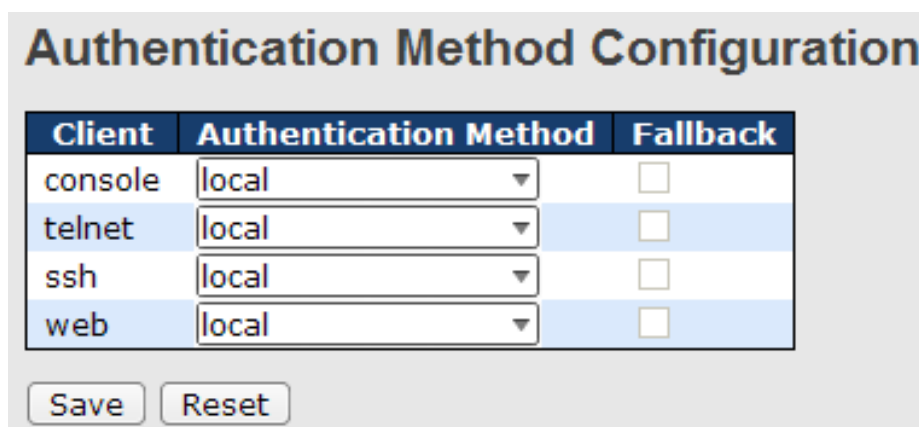 Authentication Method Configuration
Client Authentication Method Fallback
console local
telnet local
ssh local
web local
Save Reset